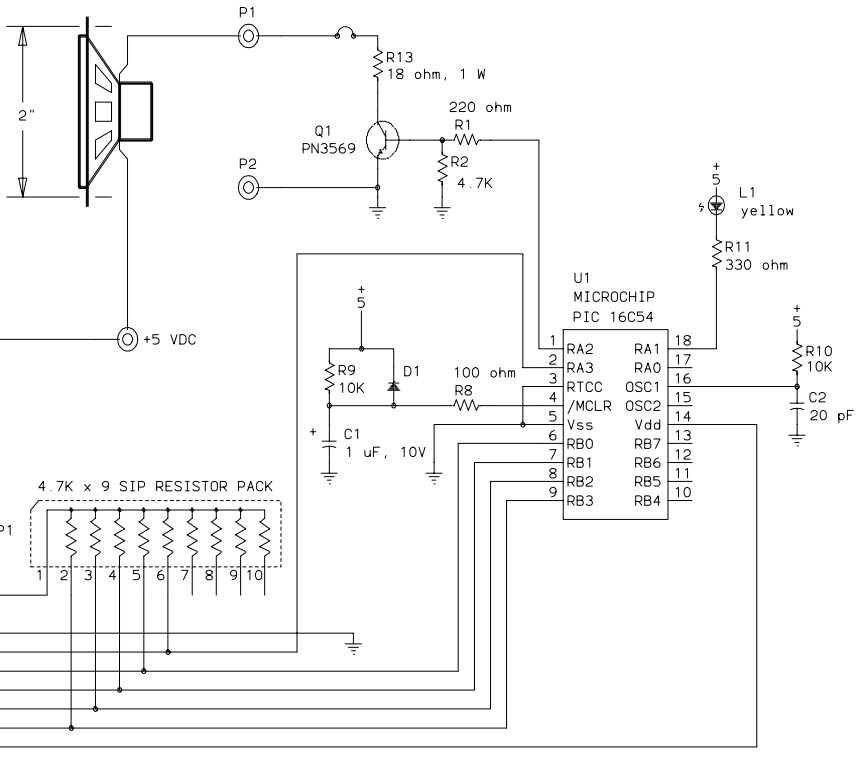 P1
R13
18 ohm, 1 W
2"
220 ohm
R1
Q1
PN3569
R2
4.7K
P2
+
5
L1
yellow
R11
330 ohm
U1
MICROCHIP
PIC 16C54
+
5
+5 VDC
+
5
R10
10K
C2
20 pF
R9
10K
D1
100 ohm
R8
+
C1
1 uF, 10V
1 RA2 RA1 18
2 RA3 RA0 17
3 RTCC OSC1 16
4 /MCLR OSC2 15
5 Vss Vdd 14
6 RB0 RB7 13
7 RB1 RB6 12
8 RB2 RB5 11
9 RB3 RB4 10
4.7K x 9 SIP RESISTOR PACK
P1
1 2 3 4 5 6 7 8 9 10